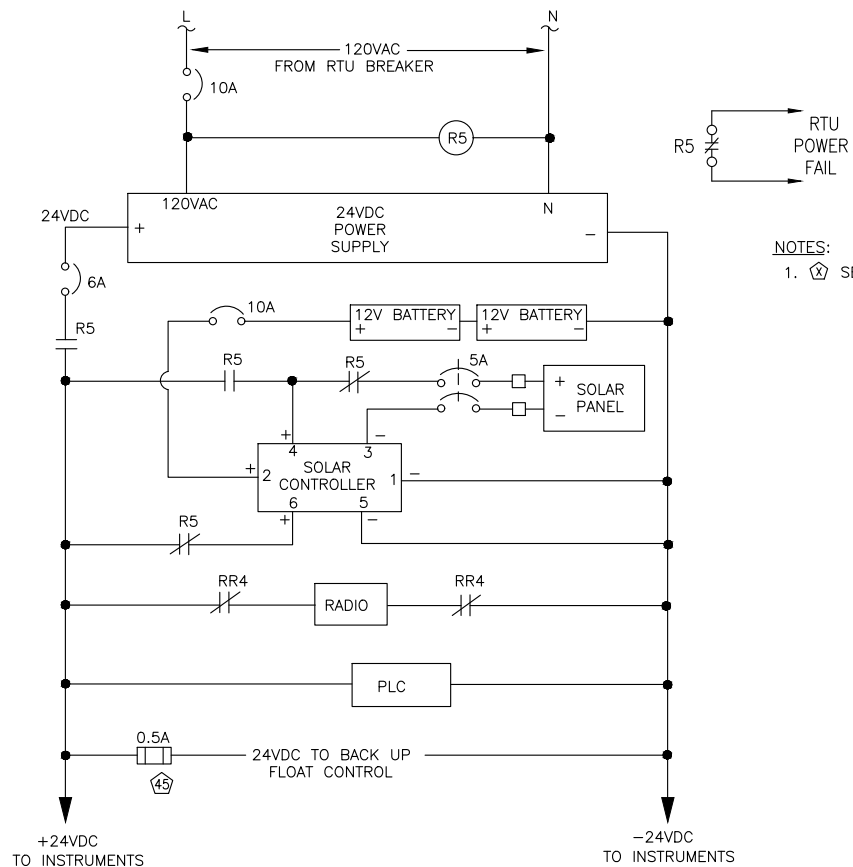 L
N
120VAC
FROM RTU BREAKER
10A
R5
R5
RTU
POWER
FAIL
120VAC
24VDC
POWER
SUPPLY
N
24VDC
+
−
6A
NOTES:
1. X
R5
10A
12V BATTERY
+ −
12V BATTERY
+ −
R5
R5
5A
+
−
SOLAR
PANEL
+
4
−
3
+
2
SOLAR
CONTROLLER
1
−
6
+
5
−
R5
RR4
RADIO
RR4
PLC
0.5A
45
24VDC TO BACK UP
FLOAT CONTROL
+24VDC
TO INSTRUMENTS
−24VDC
TO INSTRUMENTS